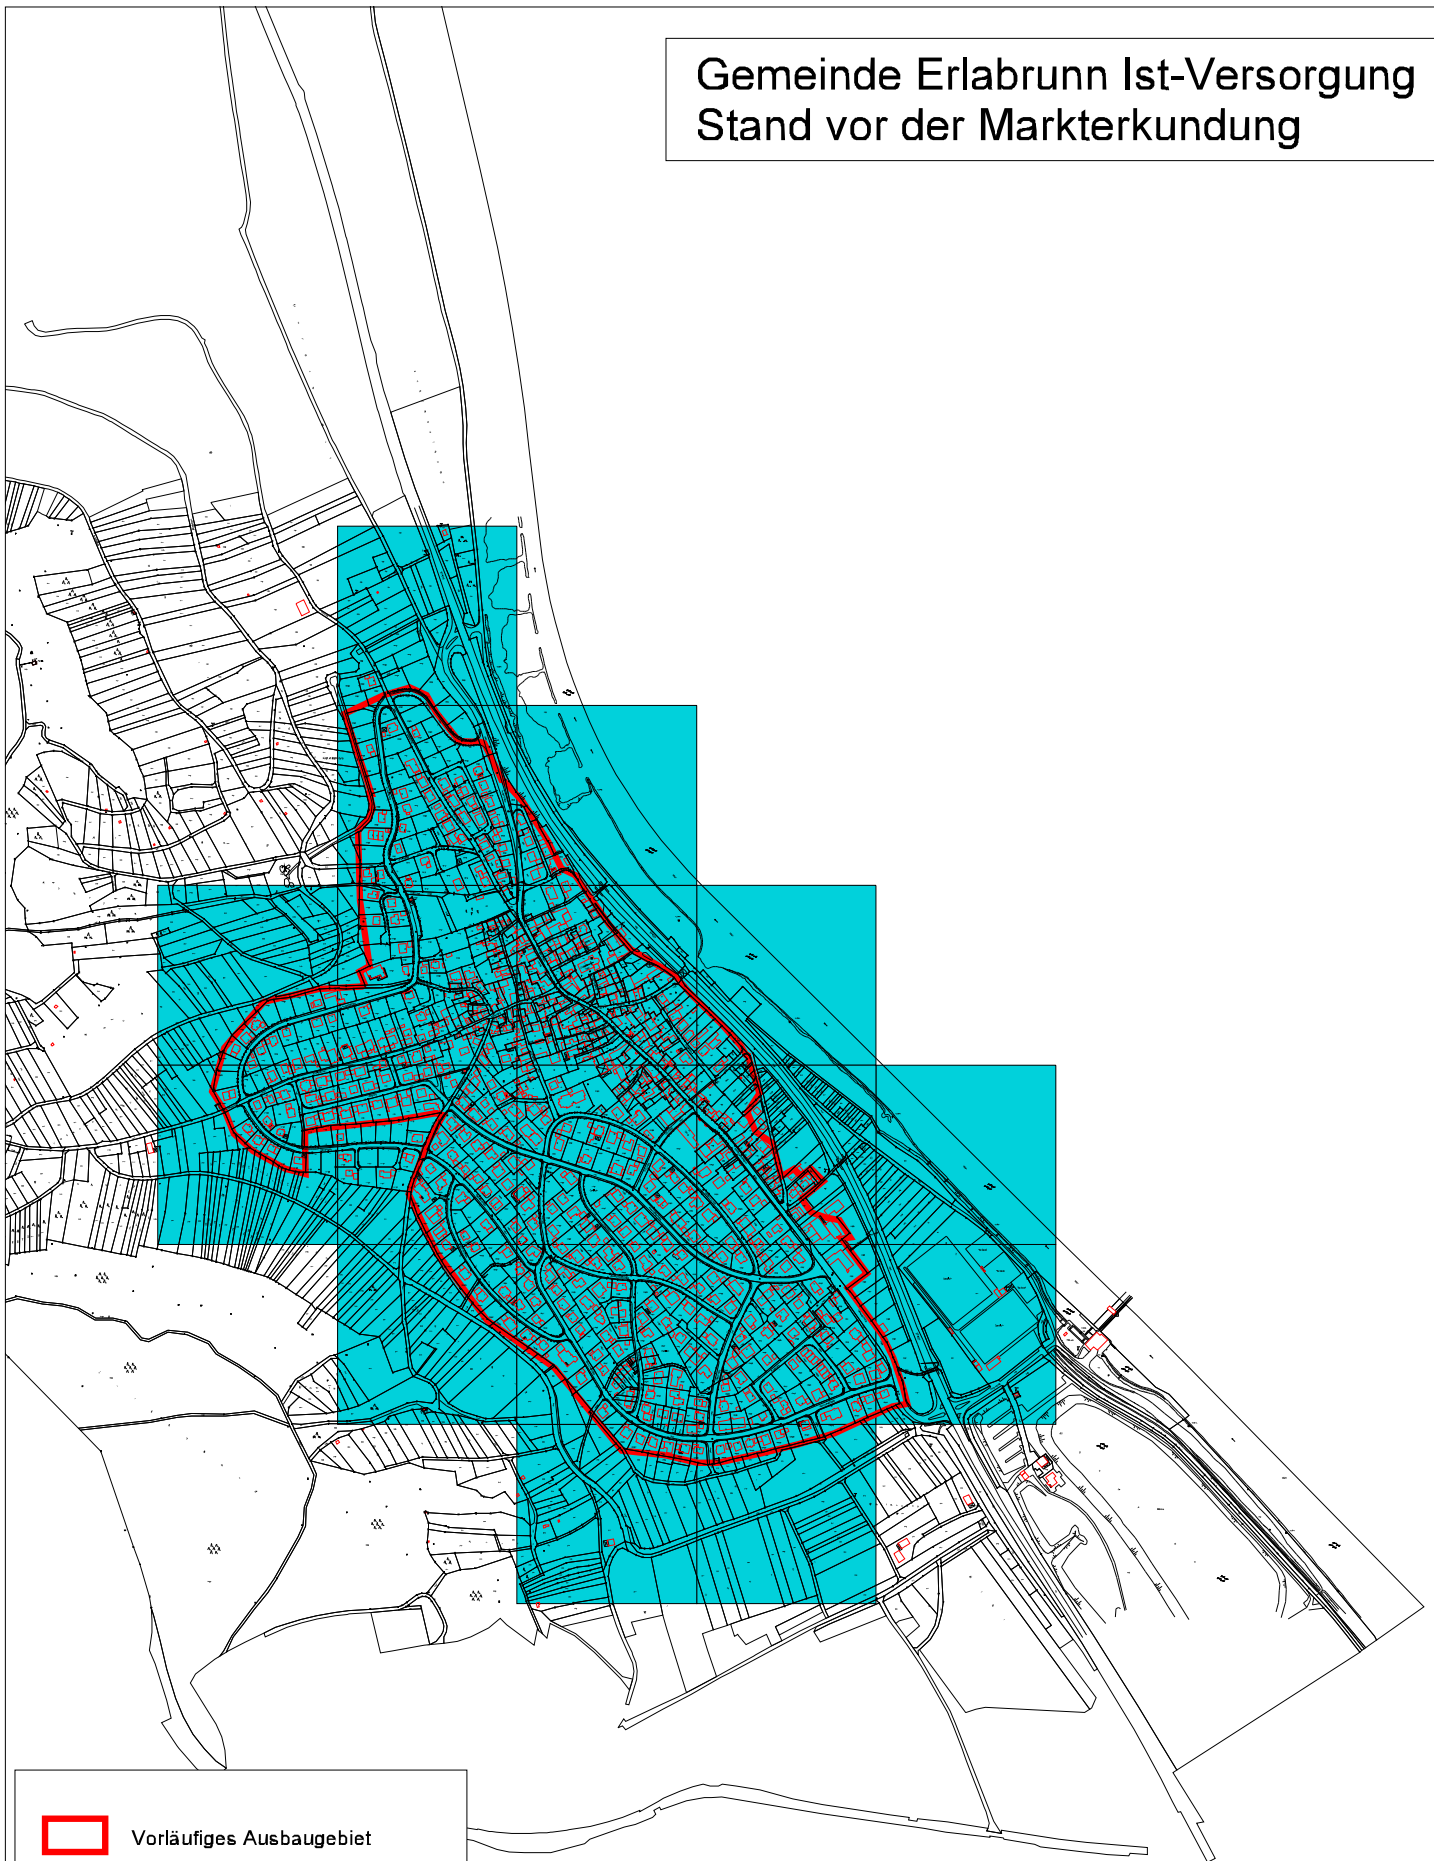 Gemeinde Erlabrunn Ist-Versorgung
Stand vor der Markterkundung
Vorläufiges Ausbaugebiet